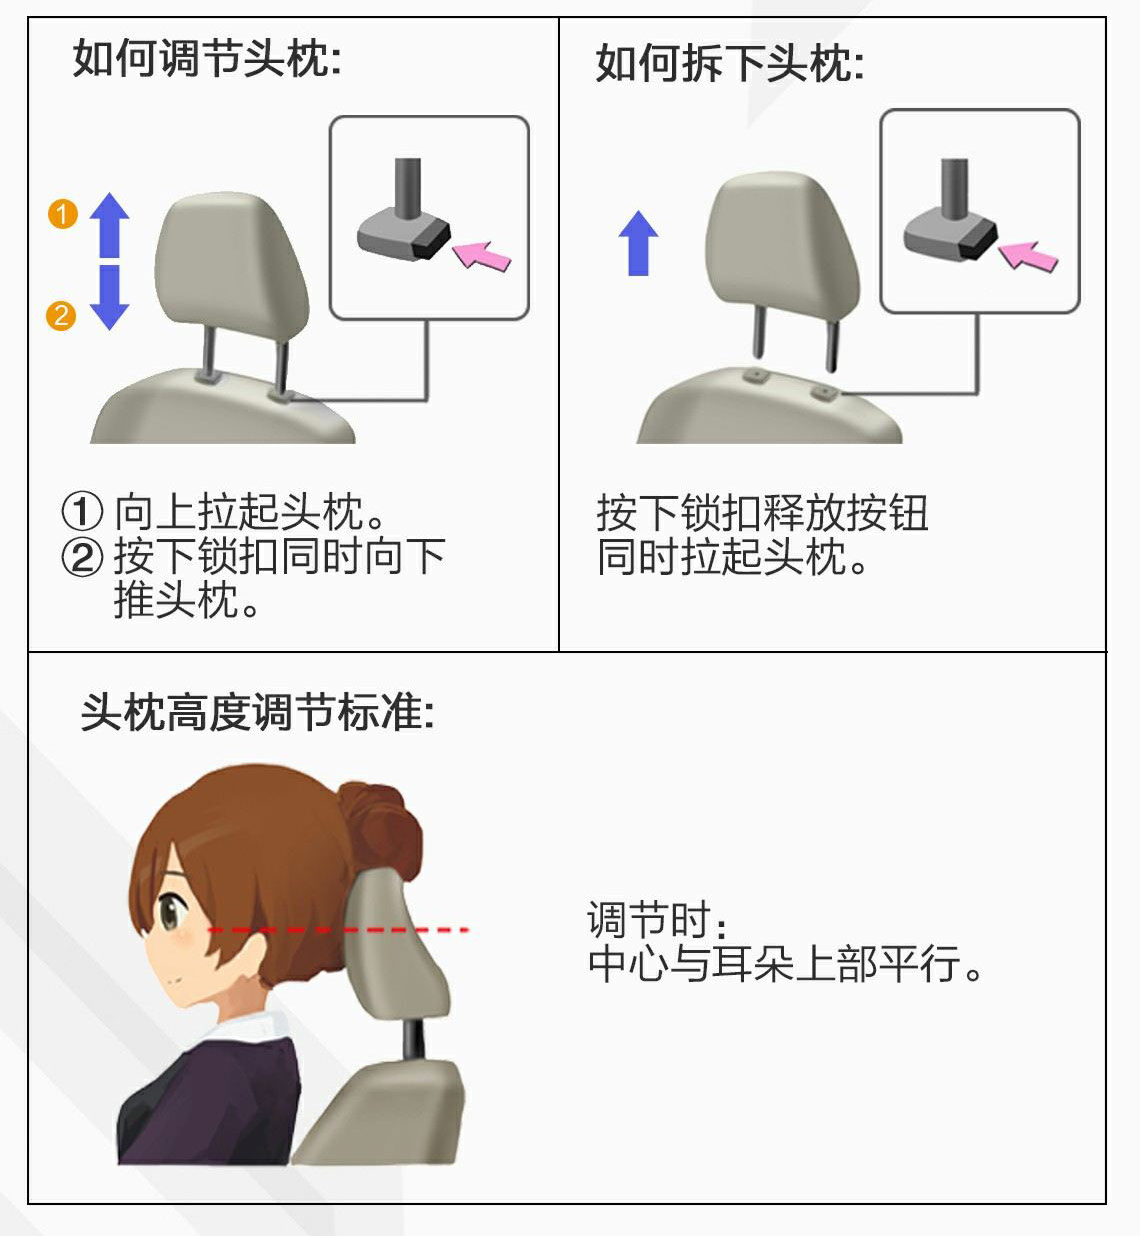 如何调节头枕:
1
2
① 向上拉起头枕。
② 按下锁扣同时向下
推头枕。
如何拆下头枕:
按下锁扣释放按钮
同时拉起头枕。
头枕高度调节标准:
调节时：
中心与耳朵上部平行。